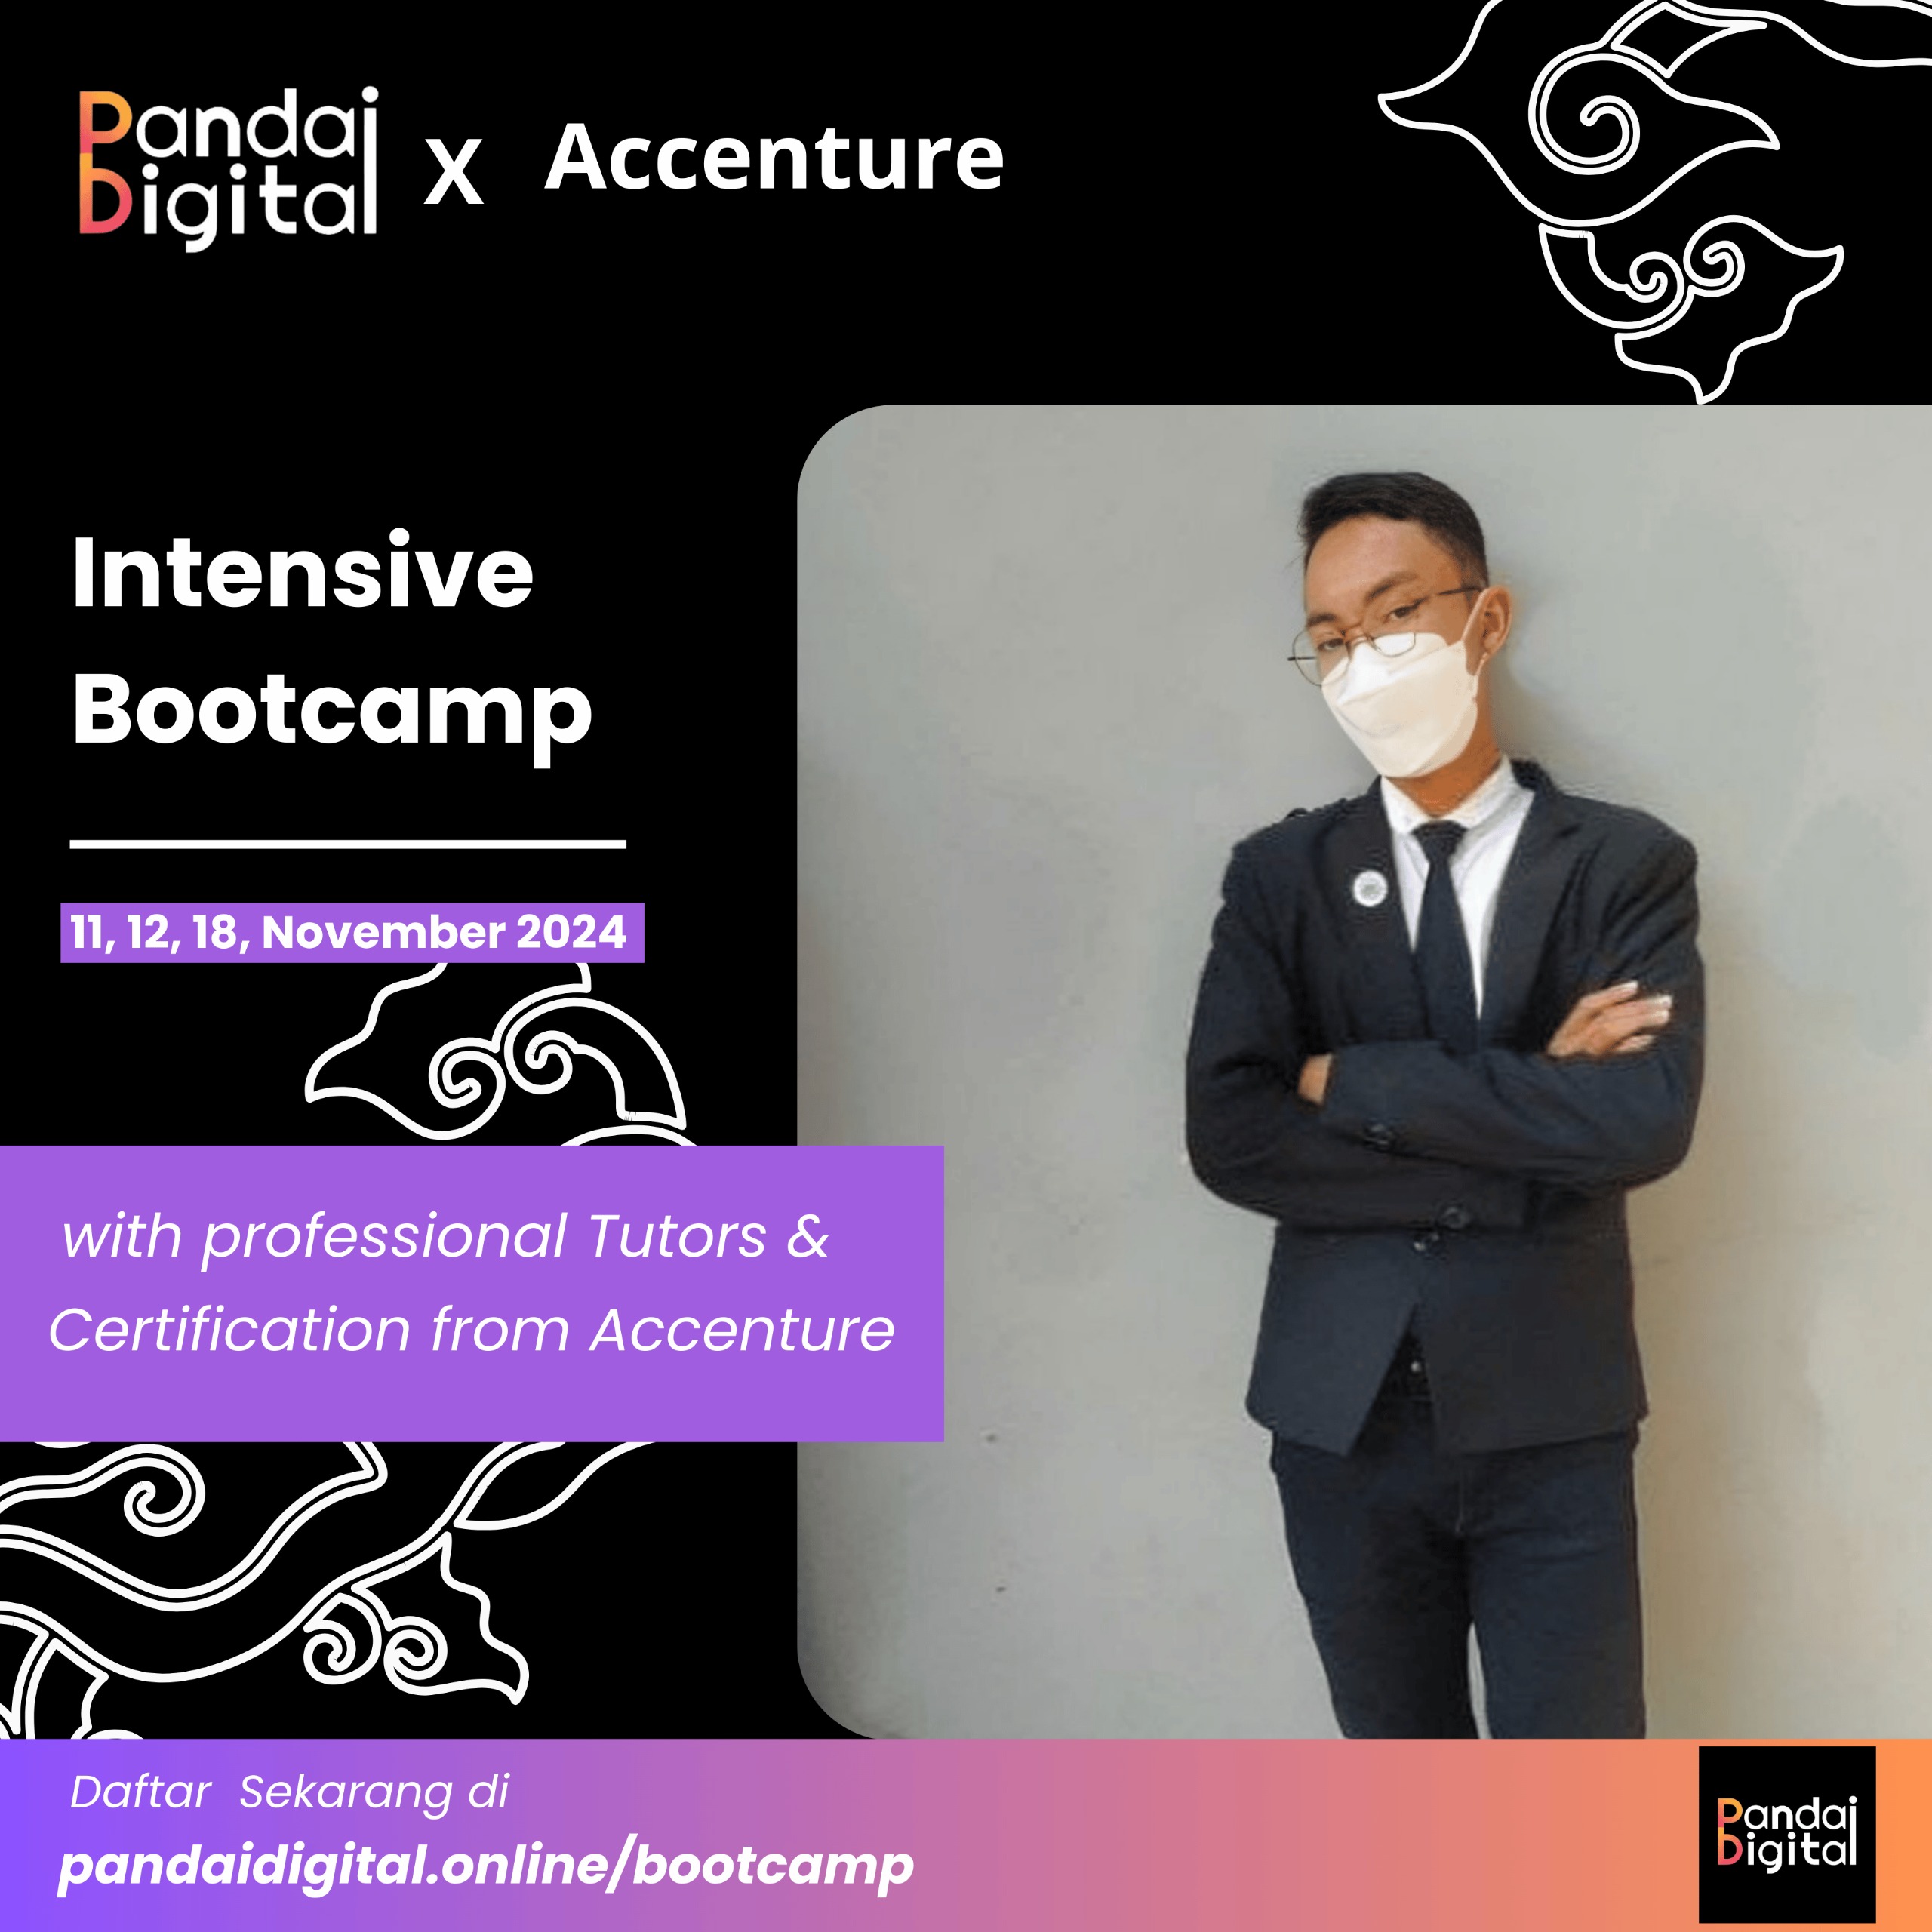 Pandai
Digital
X Accenture
Intensive
Bootcamp
11, 12, 18, November 2024
with professional Tutors &
Certification from Accenture
Daftar Sekarang di
pandaidigital.online/bootcamp
Pandai
Digital